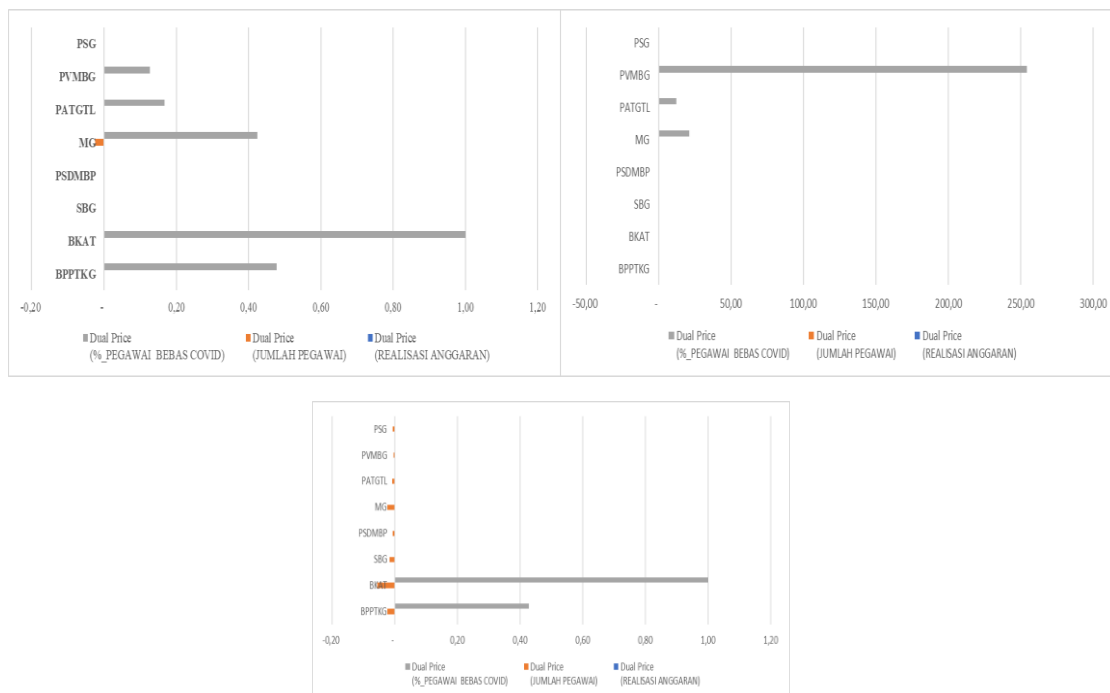 PSG
PVMBG
PATGTL
MG
PSDMBP
SBG
BKAT
BPPTKG
-0,20 - 0,20 0,40 0,60 0,80 1,00 1,20
Dual Price Dual Price Dual Price
(%_PEGAWAI BEBAS COVID) (JUMLAH PEGAWAI) (REALISASI ANGGARAN)
PSG
PVMBG
PATGTL
MG
PSDMBP
SBG
BKAT
BPPTKG
-50,00 - 50,00 100,00 150,00 200,00 250,00 300,00
Dual Price Dual Price Dual Price
(%_PEGAWAI BEBAS COVID) (JUMLAH PEGAWAI) (REALISASI ANGGARAN)
PSG
PVMBG
PATGTL
MG
PSDMBP
SBG
BKAT
BPPTKG
-0,20 - 0,20 0,40 0,60 0,80 1,00 1,20
Dual Price Dual Price Dual Price
(%_PEGAWAI BEBAS COVID) (JUMLAH PEGAWAI) (REALISASI ANGGARAN)